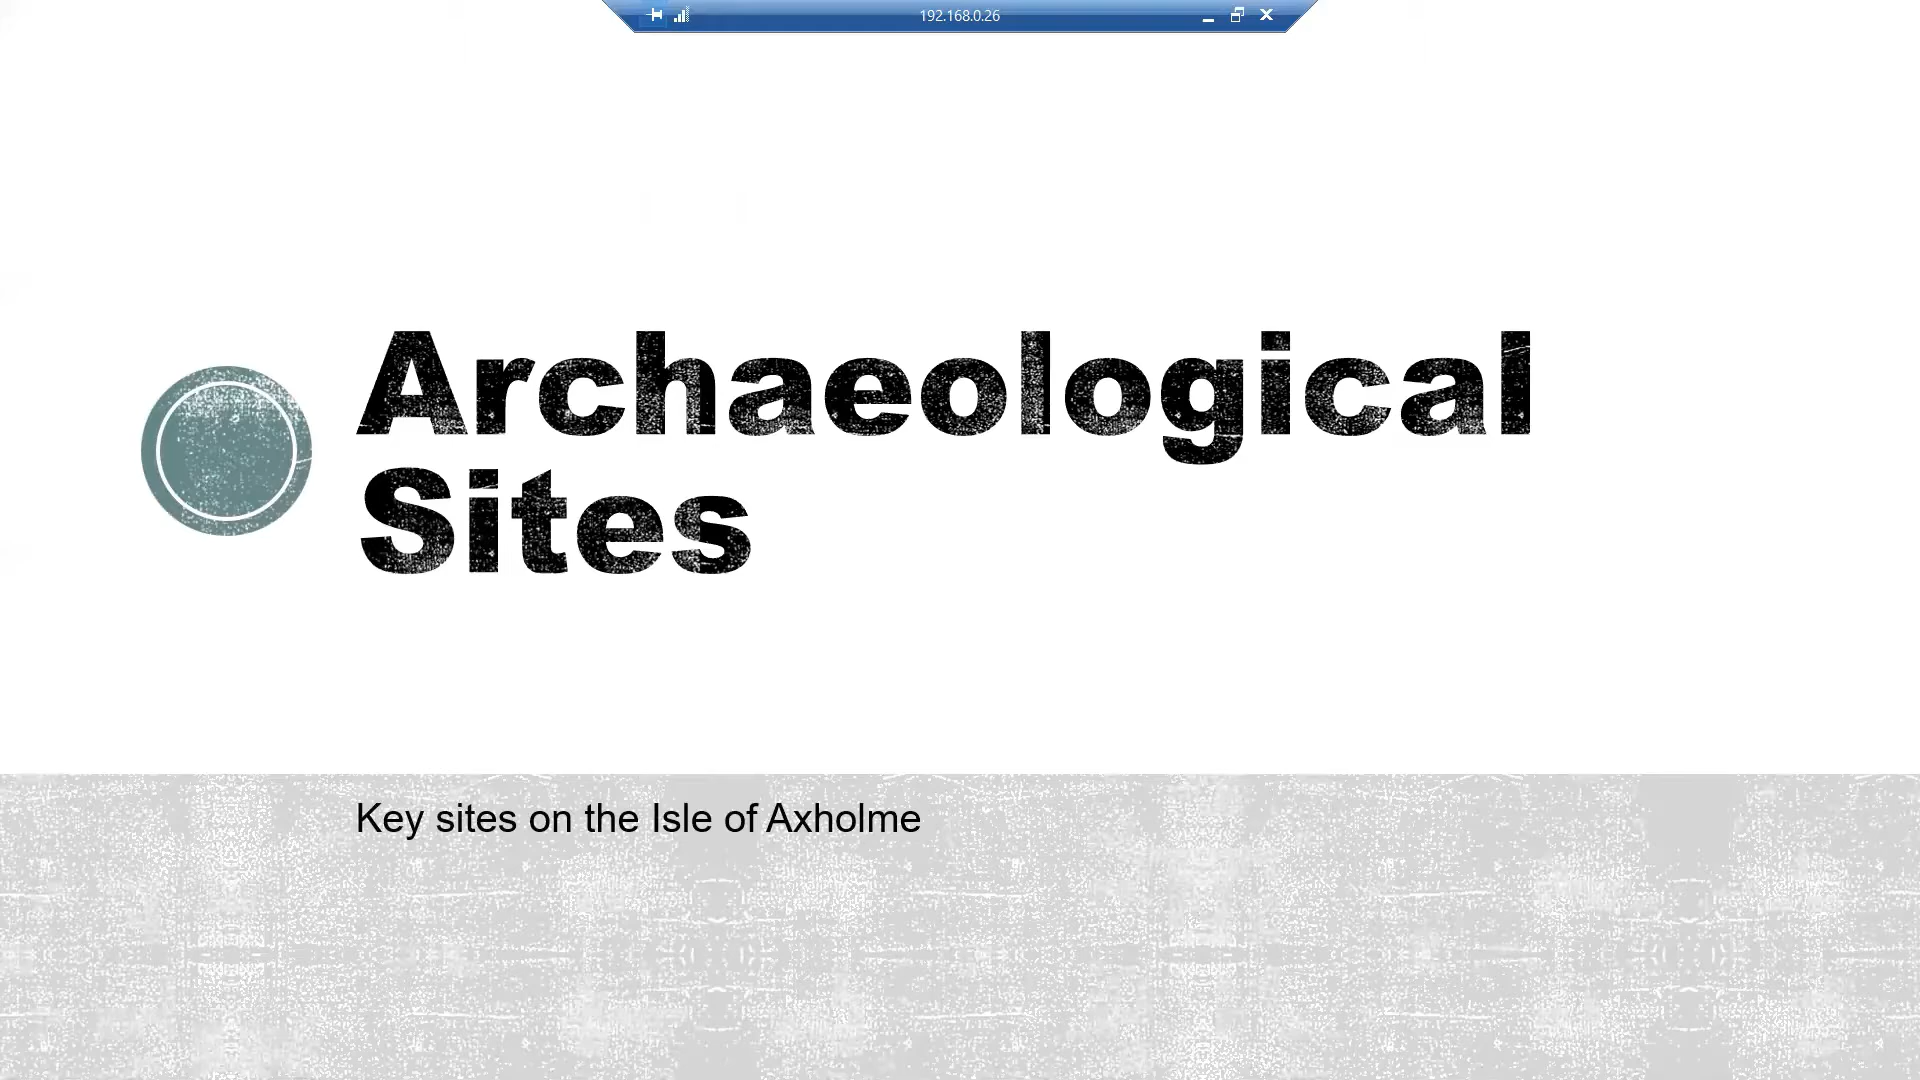 192.168.0.26
Archaeological
Sites
Key sites on the Isle of Axholme